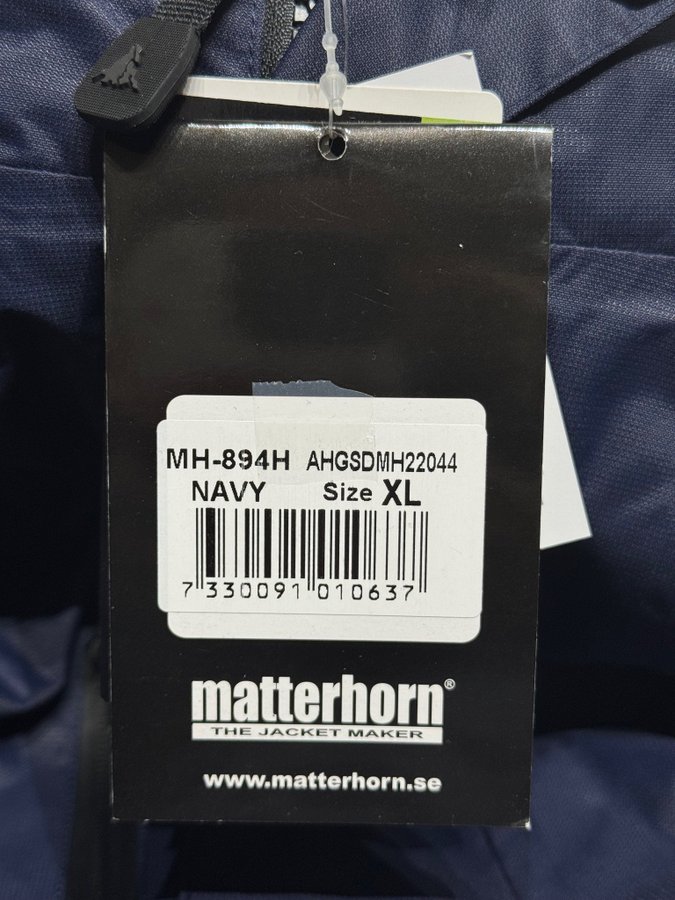 MH-894H AHGSDMH22044
NAVY Size XL
7 330091 010637
matterhorn®
THE JACKET MAKER
www.matterhorn.se